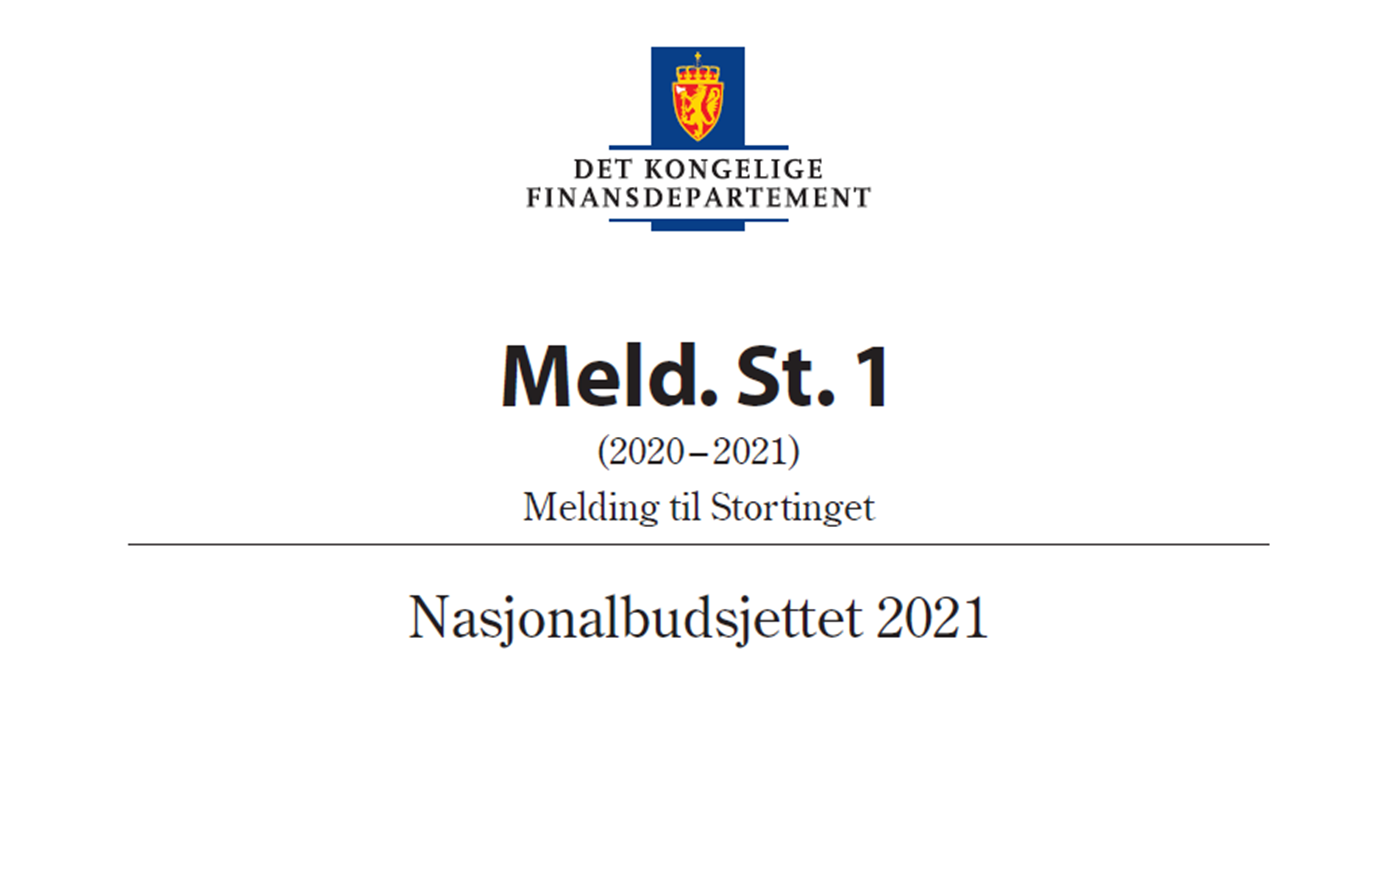 DET KONGELIGE
FINANSDEPARTEMENT
Meld. St. 1
(2020–2021)
Melding til Stortinget
Nasjonalbudsjettet 2021